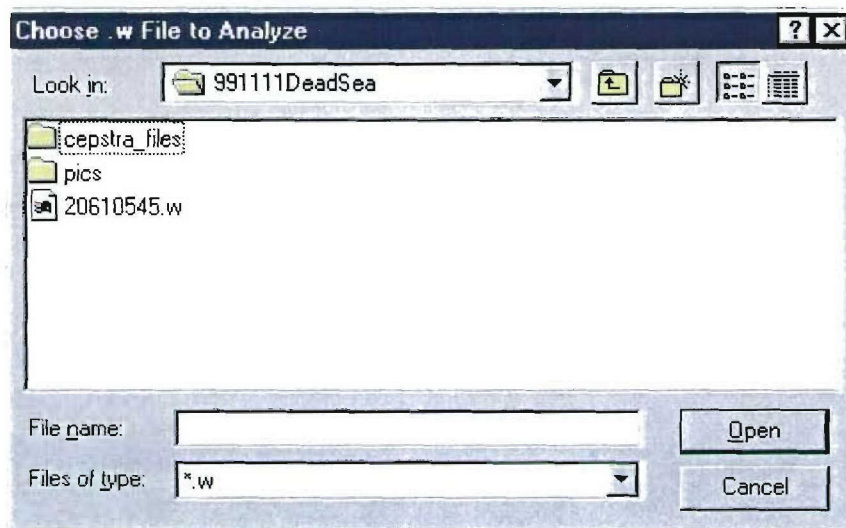 Choose .w File to Analyze
Look in: 991111DeadSea
cepstra_files
pics
20610545.w
File name: Open
Files of type: *.w Cancel